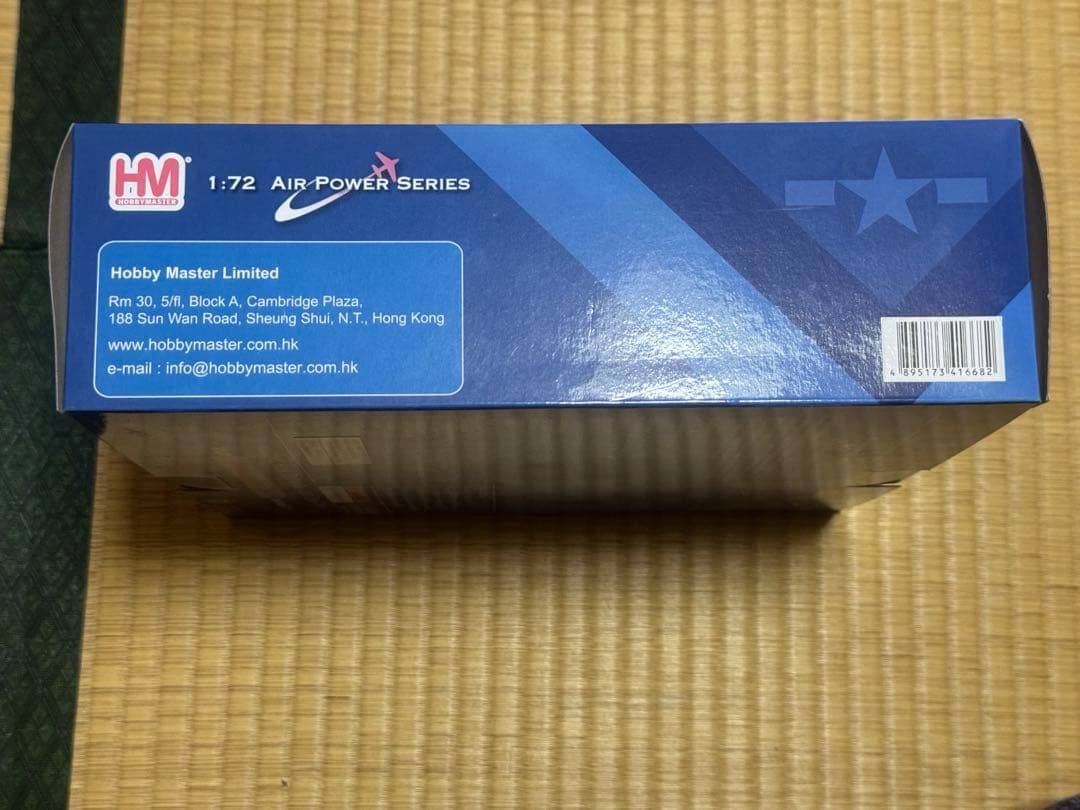 HM®
HOBBYMASTER
1:72 AIR POWER SERIES
Hobby Master Limited
Rm 30, 5/fl, Block A, Cambridge Plaza,
188 Sun Wan Road, Sheung Shui, N.T., Hong Kong
www.hobbymaster.com.hk
e-mail : info@hobbymaster.com.hk
4 895173 416682